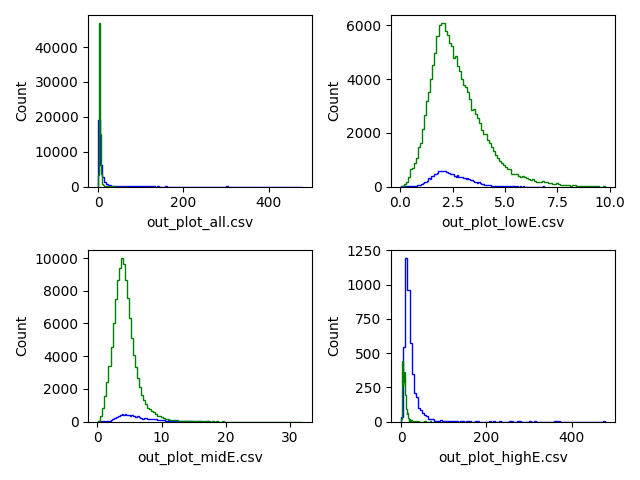 40000
30000
20000
10000
0
Count
0 200 400
out_plot_all.csv
6000
4000
2000
0
Count
0.0 2.5 5.0 7.5 10.0
out_plot_lowE.csv
10000
8000
6000
4000
2000
0
Count
0 10 20 30
out_plot_midE.csv
1250
1000
750
500
250
0
Count
0 200 400
out_plot_highE.csv